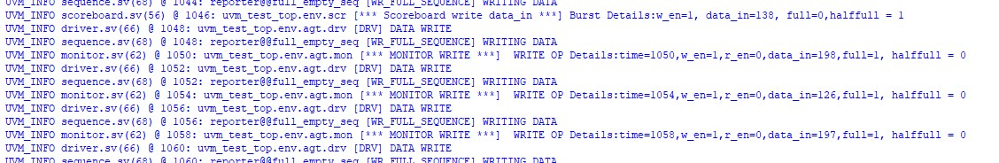 UVM_INFO sequence.sv(68) @ 1044: reporter@@full_empty_seq [WR_FULL_SEQUENCE] WRITING DATA
UVM_INFO scoreboard.sv(56) @ 1046: uvm_test_top.env.scr [*** Scoreboard write data_in ***] Burst Details:w_en=1, data_in=138, full=0,halffull = 1
UVM_INFO driver.sv(66) @ 1048: uvm_test_top.env.agt.drv [DRV] DATA WRITE
UVM_INFO sequence.sv(68) @ 1048: reporter@@full_empty_seq [WR_FULL_SEQUENCE] WRITING DATA
UVM_INFO monitor.sv(62) @ 1050: uvm_test_top.env.agt.mon [*** MONITOR WRITE ***]  WRITE OP Details:time=1050,w_en=1,r_en=0,data_in=198,full=1, halffull = 0
UVM_INFO driver.sv(66) @ 1052: uvm_test_top.env.agt.drv [DRV] DATA WRITE
UVM_INFO sequence.sv(68) @ 1052: reporter@@full_empty_seq [WR_FULL_SEQUENCE] WRITING DATA
UVM_INFO monitor.sv(62) @ 1054: uvm_test_top.env.agt.mon [*** MONITOR WRITE ***]  WRITE OP Details:time=1054,w_en=1,r_en=0,data_in=126,full=1, halffull = 0
UVM_INFO driver.sv(66) @ 1056: uvm_test_top.env.agt.drv [DRV] DATA WRITE
UVM_INFO sequence.sv(68) @ 1056: reporter@@full_empty_seq [WR_FULL_SEQUENCE] WRITING DATA
UVM_INFO monitor.sv(62) @ 1058: uvm_test_top.env.agt.mon [*** MONITOR WRITE ***]  WRITE OP Details:time=1058,w_en=1,r_en=0,data_in=197,full=1, halffull = 0
UVM_INFO driver.sv(66) @ 1060: uvm_test_top.env.agt.drv [DRV] DATA WRITE
UVM_INFO sequence.sv(68) @ 1060: reporter@@full_empty_seq [WR_FULL_SEQUENCE] WRITING DATA